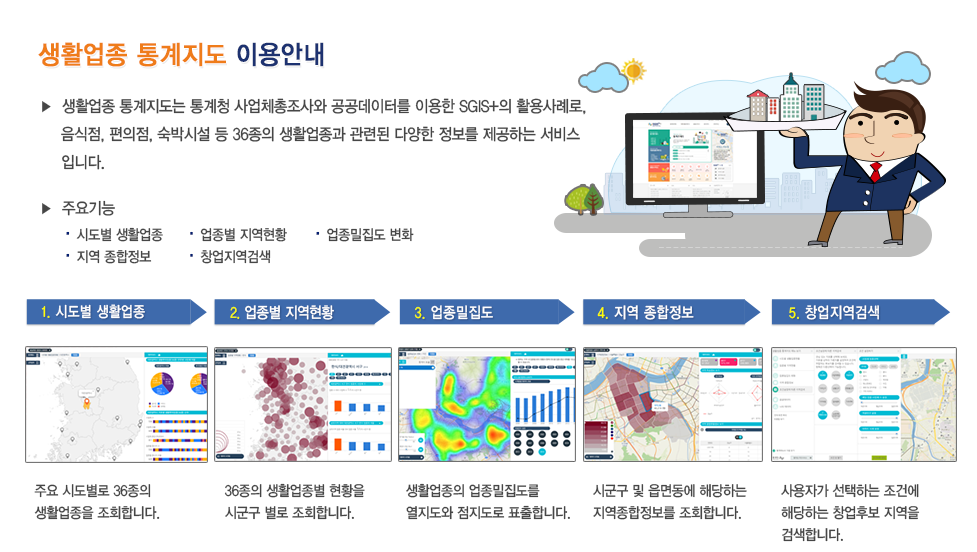 생활업종 통계지도 이용안내
▶ 생활업종 통계지도는 통계청 사업체총조사와 공공데이터를 이용한 SGIS+의 활용사례로,
음식점, 편의점, 숙박시설 등 36종의 생활업종과 관련된 다양한 정보를 제공하는 서비스
입니다.
▶ 주요기능
· 시도별 생활업종 · 업종별 지역현황 · 업종밀집도 변화
· 지역 종합정보 · 창업지역검색
1. 시도별 생활업종
2. 업종별 지역현황
3. 업종밀집도
4. 지역 종합정보
5. 창업지역검색
주요 시도별로 36종의
생활업종을 조회합니다.
36종의 생활업종별 현황을
시군구 별로 조회합니다.
생활업종의 업종밀집도를
열지도와 점지도로 표출합니다.
시군구 및 읍면동에 해당하는
지역종합정보를 조회합니다.
사용자가 선택하는 조건에
해당하는 창업후보 지역을
검색합니다.